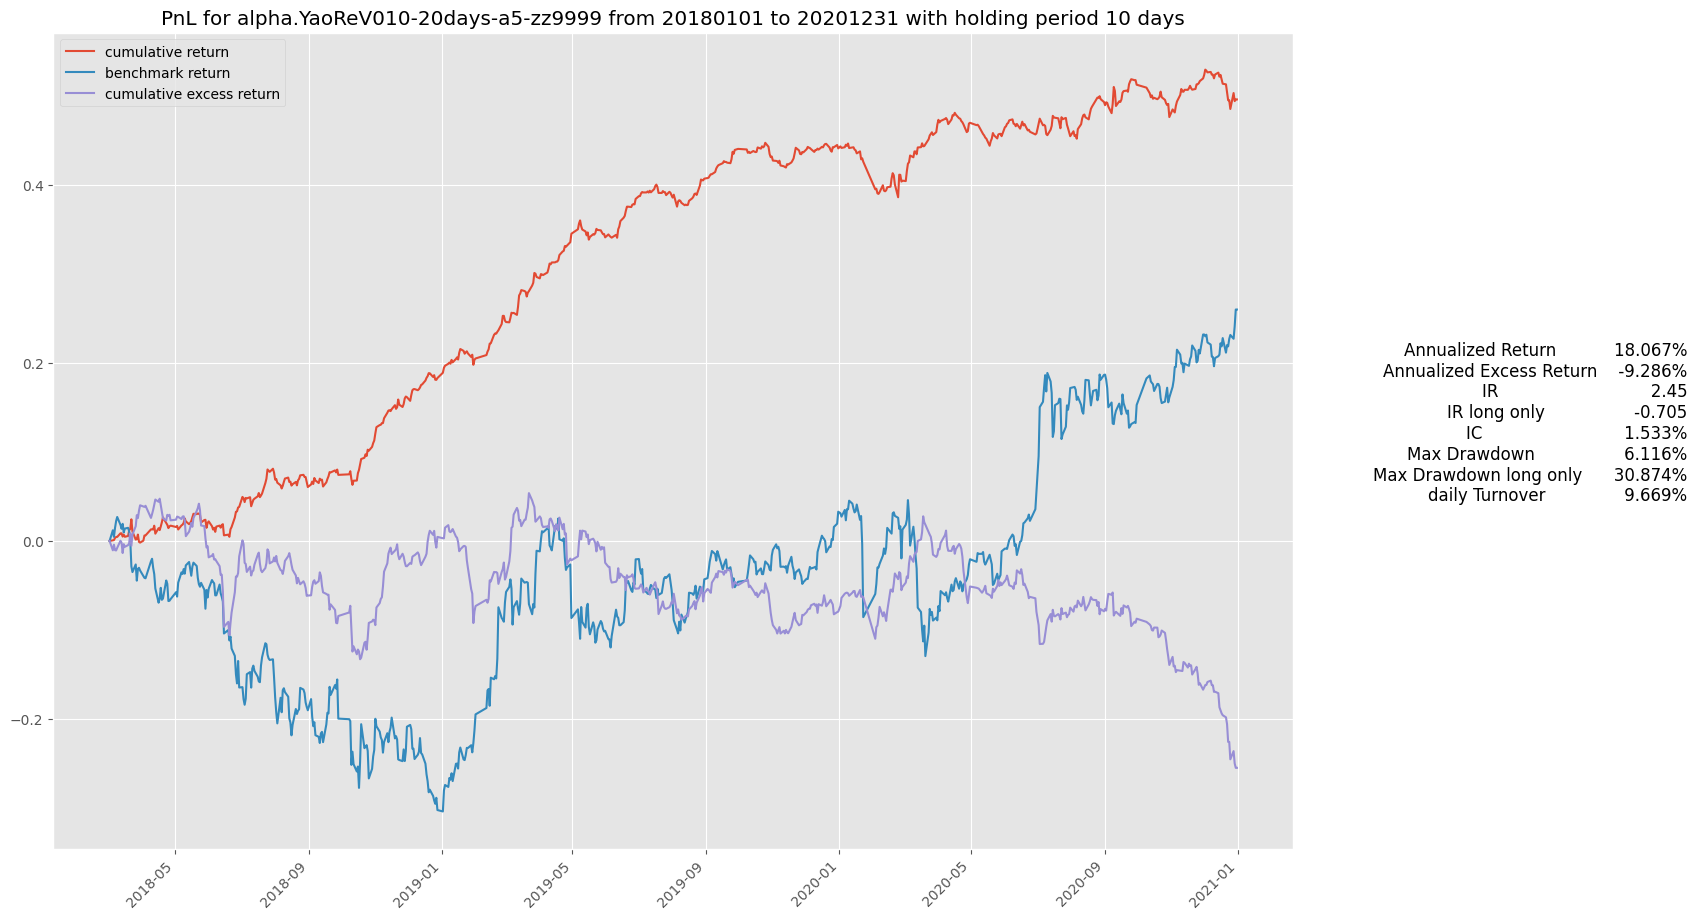 PnL for alpha.YaoReV010-20days-a5-zz9999 from 20180101 to 20201231 with holding period 10 days
cumulative return
benchmark return
cumulative excess return
0.4
0.2
0.0
−0.2
2018-05
2018-09
2019-01
2019-05
2019-09
2020-01
2020-05
2020-09
2021-01
Annualized Return 18.067%
Annualized Excess Return -9.286%
IR 2.45
IR long only -0.705
IC 1.533%
Max Drawdown 6.116%
Max Drawdown long only 30.874%
daily Turnover 9.669%